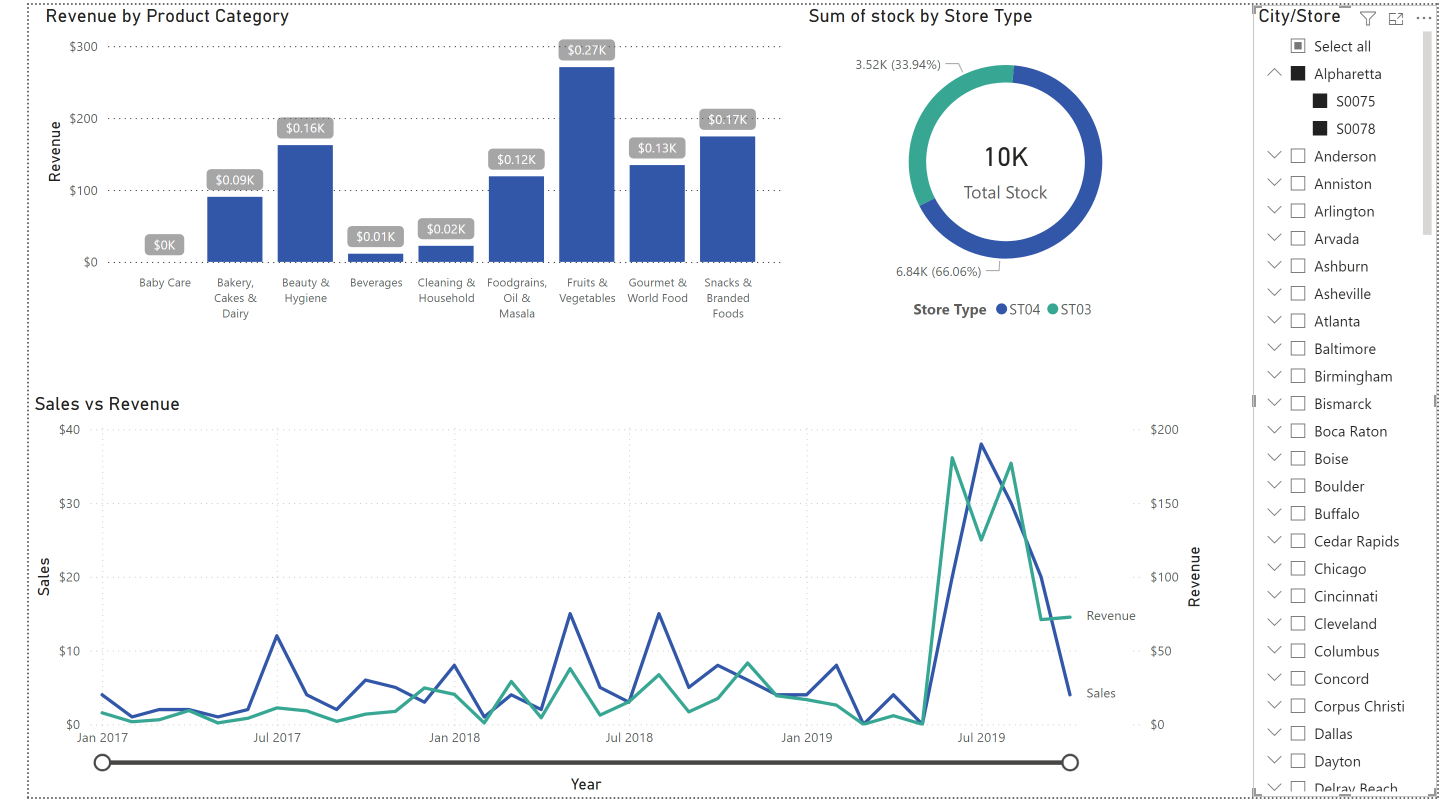 Revenue by Product Category
$300
$200
$100
$0
Revenue
$0K
$0.09K
$0.16K
$0.01K
$0.02K
$0.12K
$0.27K
$0.13K
$0.17K
Baby Care
Bakery,
Cakes &
Dairy
Beauty &
Hygiene
Beverages
Cleaning &
Household
Foodgrains,
Oil &
Masala
Fruits &
Vegetables
Gourmet &
World Food
Snacks &
Branded
Foods
Sum of stock by Store Type
3.52K (33.94%)
10K
Total Stock
6.84K (66.06%)
Store Type ST04 ST03
Sales vs Revenue
$40
$30
$20
$10
$0
Sales
$200
$150
$100
$50
$0
Revenue
Revenue
Sales
Jan 2017 Jul 2017 Jan 2018 Jul 2018 Jan 2019 Jul 2019
Year
City/Store
Select all
Alpharetta
S0075
S0078
Anderson
Anniston
Arlington
Arvada
Ashburn
Asheville
Atlanta
Baltimore
Birmingham
Bismarck
Boca Raton
Boise
Boulder
Buffalo
Cedar Rapids
Chicago
Cincinnati
Cleveland
Columbus
Concord
Corpus Christi
Dallas
Dayton
Delray Beach